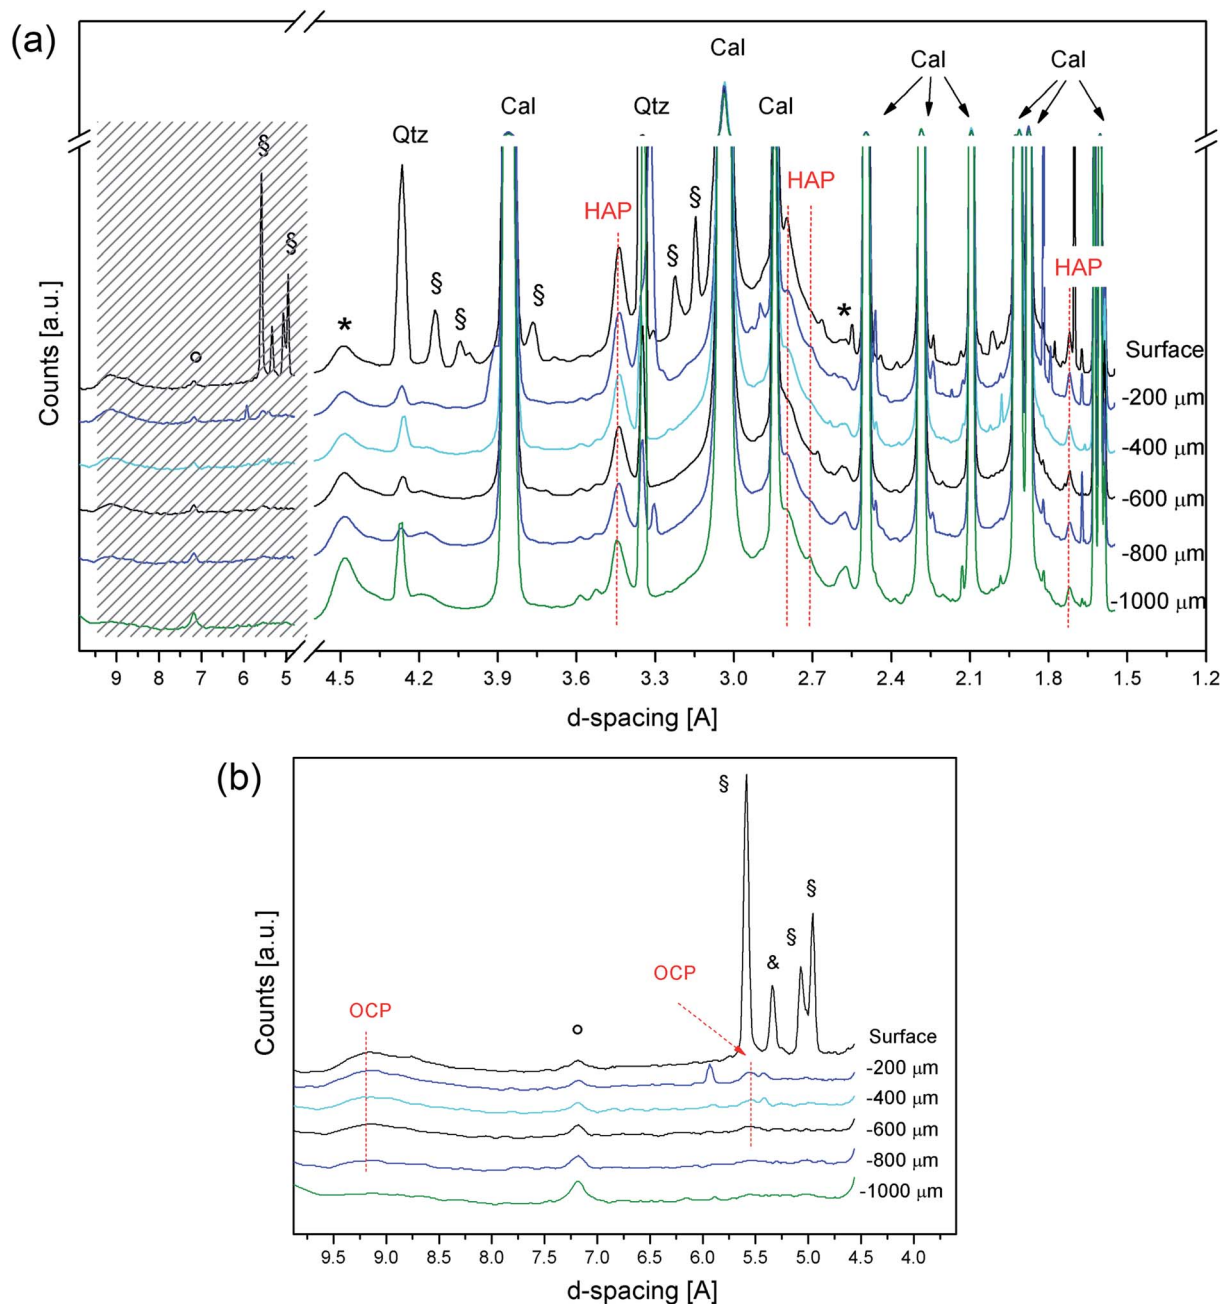 (a)
Cal
Cal
Cal
§
Qtz
Cal
Qtz
Cal
§
HAP
§
HAP
§
§
§
§
HAP
*
*
°
Surface
-200 μm
-400 μm
-600 μm
-800 μm
-1000 μm
Counts [a.u.]
9 8 7 6 5 4.5 4.2 3.9 3.6 3.3 3.0 2.7 2.4 2.1 1.8 1.5 1.2
d-spacing [A]
(b)
§
§
§
&
OCP
OCP
°
Surface
-200 μm
-400 μm
-600 μm
-800 μm
-1000 μm
Counts [a.u.]
9.5 9.0 8.5 8.0 7.5 7.0 6.5 6.0 5.5 5.0 4.5 4.0
d-spacing [A]